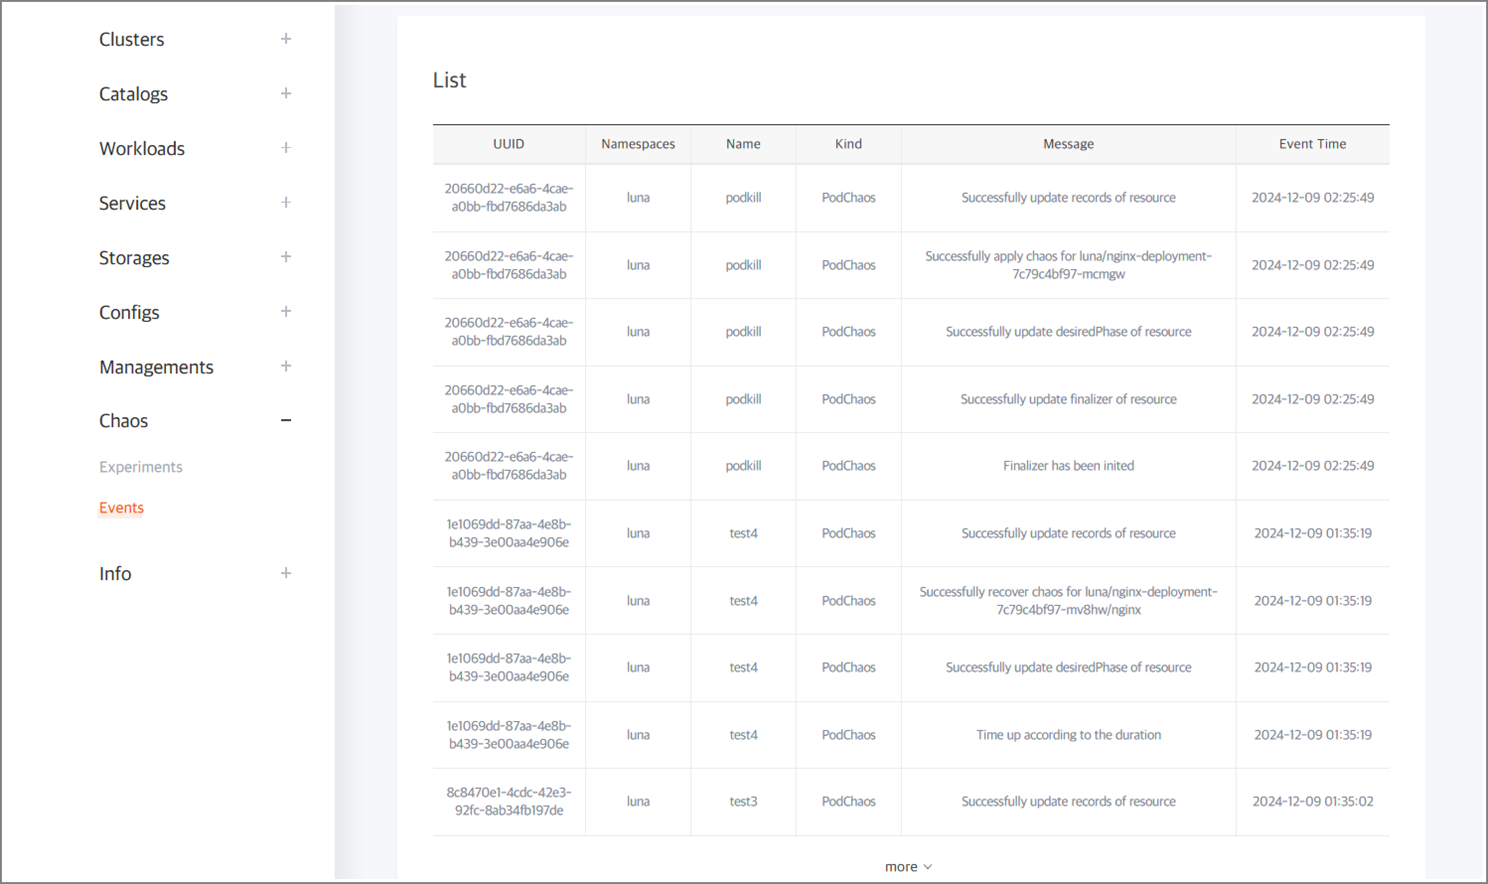 Clusters
Catalogs
Workloads
Services
Storages
Configs
Managements
Chaos
Experiments
Events
Info
List
UUID Namespaces Name Kind Message Event Time
20660d22-e6a6-4cae-
a0bb-fbd7686da3ab luna podkill PodChaos Successfully update records of resource 2024-12-09 02:25:49
20660d22-e6a6-4cae- Successfully apply chaos for luna/nginx-deployment-
a0bb-fbd7686da3ab luna podkill PodChaos 7c79c4bf97-mcmgw 2024-12-09 02:25:49
20660d22-e6a6-4cae-
a0bb-fbd7686da3ab luna podkill PodChaos Successfully update desiredPhase of resource 2024-12-09 02:25:49
20660d22-e6a6-4cae-
a0bb-fbd7686da3ab luna podkill PodChaos Successfully update finalizer of resource 2024-12-09 02:25:49
20660d22-e6a6-4cae-
a0bb-fbd7686da3ab luna podkill PodChaos Finalizer has been inited 2024-12-09 02:25:49
1e1069dd-87aa-4e8b-
b439-3e00aa4e906e luna test4 PodChaos Successfully update records of resource 2024-12-09 01:35:19
1e1069dd-87aa-4e8b- Successfully recover chaos for luna/nginx-deployment-
b439-3e00aa4e906e luna test4 PodChaos 7c79c4bf97-mv8hw/nginx 2024-12-09 01:35:19
1e1069dd-87aa-4e8b-
b439-3e00aa4e906e luna test4 PodChaos Successfully update desiredPhase of resource 2024-12-09 01:35:19
1e1069dd-87aa-4e8b-
b439-3e00aa4e906e luna test4 PodChaos Time up according to the duration 2024-12-09 01:35:19
8c8470e1-4cdc-42e3-
92fc-8ab34fb197de luna test3 PodChaos Successfully update records of resource 2024-12-09 01:35:02
more